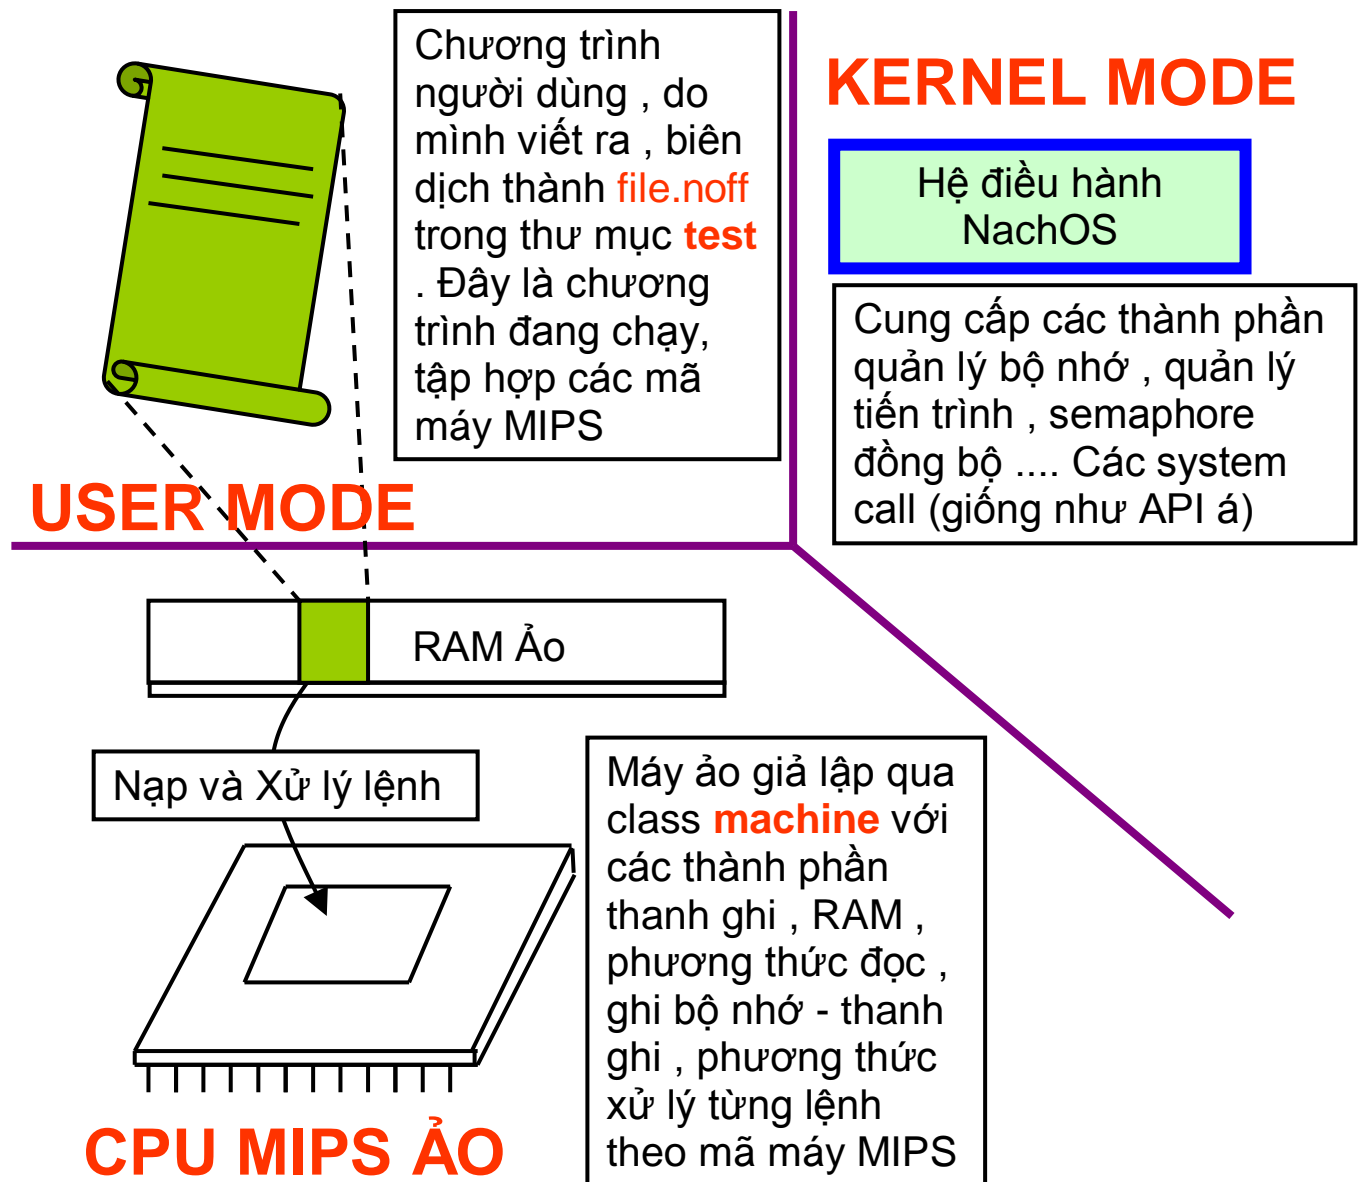 Chương trình
người dùng , do
mình viết ra , biên
dịch thành file.noff
trong thư mục test
. Đây là chương
trình đang chạy,
tập hợp các mã
máy MIPS
KERNEL MODE
Hệ điều hành
NachOS
Cung cấp các thành phần
quản lý bộ nhớ , quản lý
tiến trình , semaphore
đồng bộ .... Các system
call (giống như API á)
USER MODE
RAM Ảo
Nạp và Xử lý lệnh
Máy ảo giả lập qua
class machine với
các thành phần
thanh ghi , RAM ,
phương thức đọc ,
ghi bộ nhớ - thanh
ghi , phương thức
xử lý từng lệnh
theo mã máy MIPS
CPU MIPS ẢO